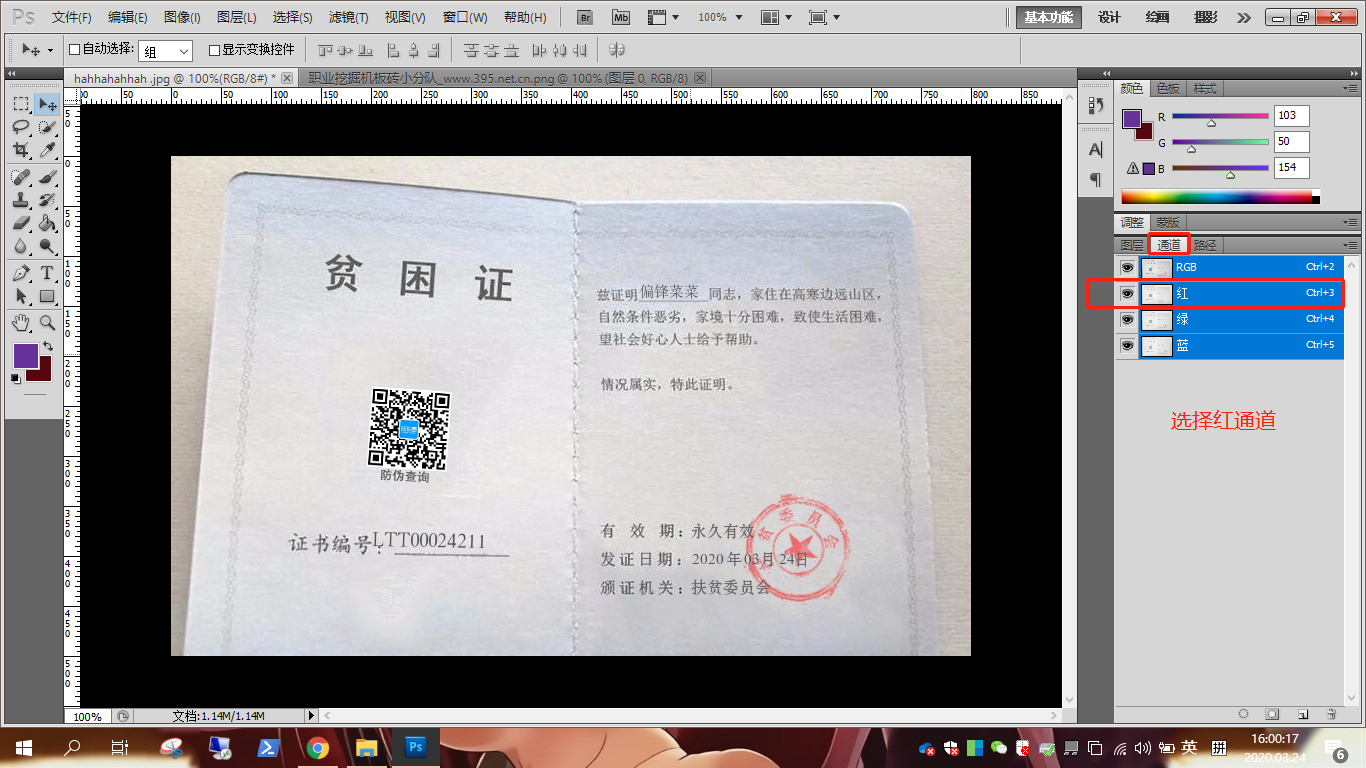 Ps 文件(F) 编辑(E) 图像(I) 图层(L) 选择(S) 滤镜(T) 视图(V) 窗口(W) 帮助(H) Br Mb 100% 基本功能 设计 绘画 摄影
自动选择: 组 显示变换控件
hahhahahhah .jpg @ 100%(RGB/8#) * 职业挖掘机板砖小分队_www.395.net.cn.png @ 100% (图层 0, RGB/8)
50 0 50 100 150 200 250 300 350 400 450 500 550 600 650 700 750 800 850
颜色 色板 样式
R 103
G 50
B 154
调整 蒙版
图层 通道 路径
RGB Ctrl+2
红 Ctrl+3
绿 Ctrl+4
蓝 Ctrl+5
选择红通道
贫困证
防伪查询
证书编号: LTT00024211
兹证明 偏锋菜菜 同志，家住在高寒边远山区，
自然条件恶劣，家境十分困难，致使生活困难，
望社会好心人士给予帮助。
情况属实，特此证明。
有效期：永久有效
发证日期：2020年03月24日
颁证机关：扶贫委员会
贫委员会
100% 文档:1.14M/1.14M
Ps 英 拼 16:00:17
2020.03.24 6